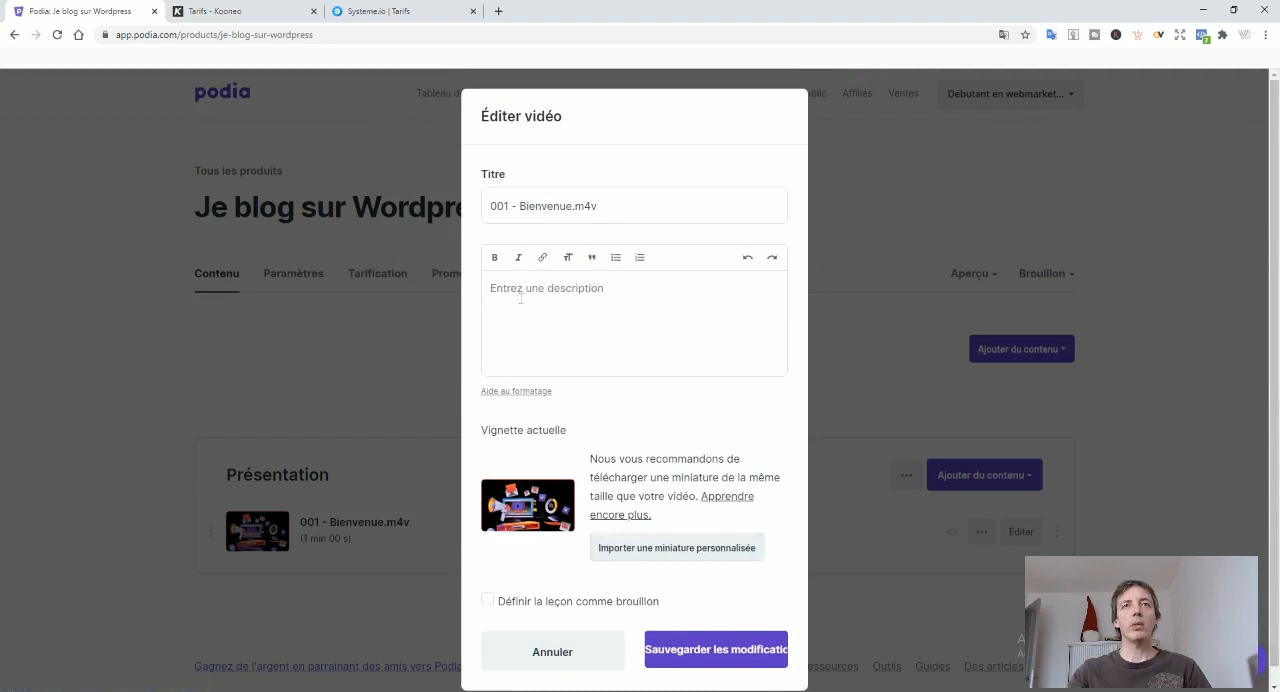 Podia: Je blog sur Wordpress
Tarifs - Kooneo
Systeme.io | Tarifs
app.podia.com/products/je-blog-sur-wordpress
podia
Tableau d
blic
Affiliés
Ventes
Débutant en webmarket...
Tous les produits
Je blog sur Wordpre
Contenu
Paramètres
Tarification
Promo
Aperçu
Brouillon
Ajouter du contenu
Présentation
Ajouter du contenu
001 - Bienvenue.m4v
(1 min 00 s)
Éditer
Éditer vidéo
Titre
001 - Bienvenue.m4v
Entrez une description
Aide au formatage
Vignette actuelle
Nous vous recommandons de
télécharger une miniature de la même
taille que votre vidéo. Apprendre
encore plus.
Importer une miniature personnalisée
Définir la leçon comme brouillon
Annuler
Sauvegarder les modificatio
Gagnez de l'argent en parrainant des amis vers Podia
essources
Outils
Guides
Des articles